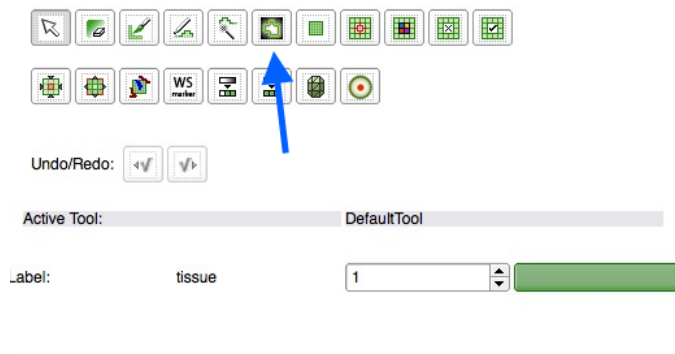 WS
marker
Undo/Redo:
Active Tool: DefaultTool
Label: tissue 1